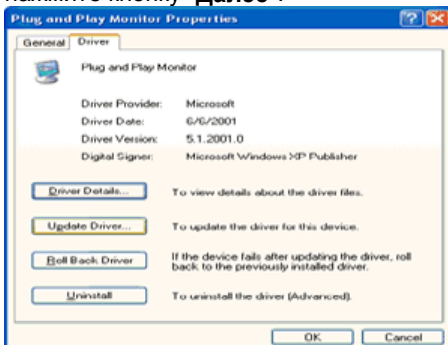 нажмите кнопку "Далее".
Plug and Play Monitor Properties
General Driver
Plug and Play Monitor
Driver Provider: Microsoft
Driver Date: 6/6/2001
Driver Version: 5.1.2001.0
Digital Signer: Microsoft Windows XP Publisher
Driver Details... To view details about the driver files.
Update Driver... To update the driver for this device.
Roll Back Driver If the device fails after updating the driver, roll
back to the previously installed driver.
Uninstall To uninstall the driver (Advanced).
OK Cancel